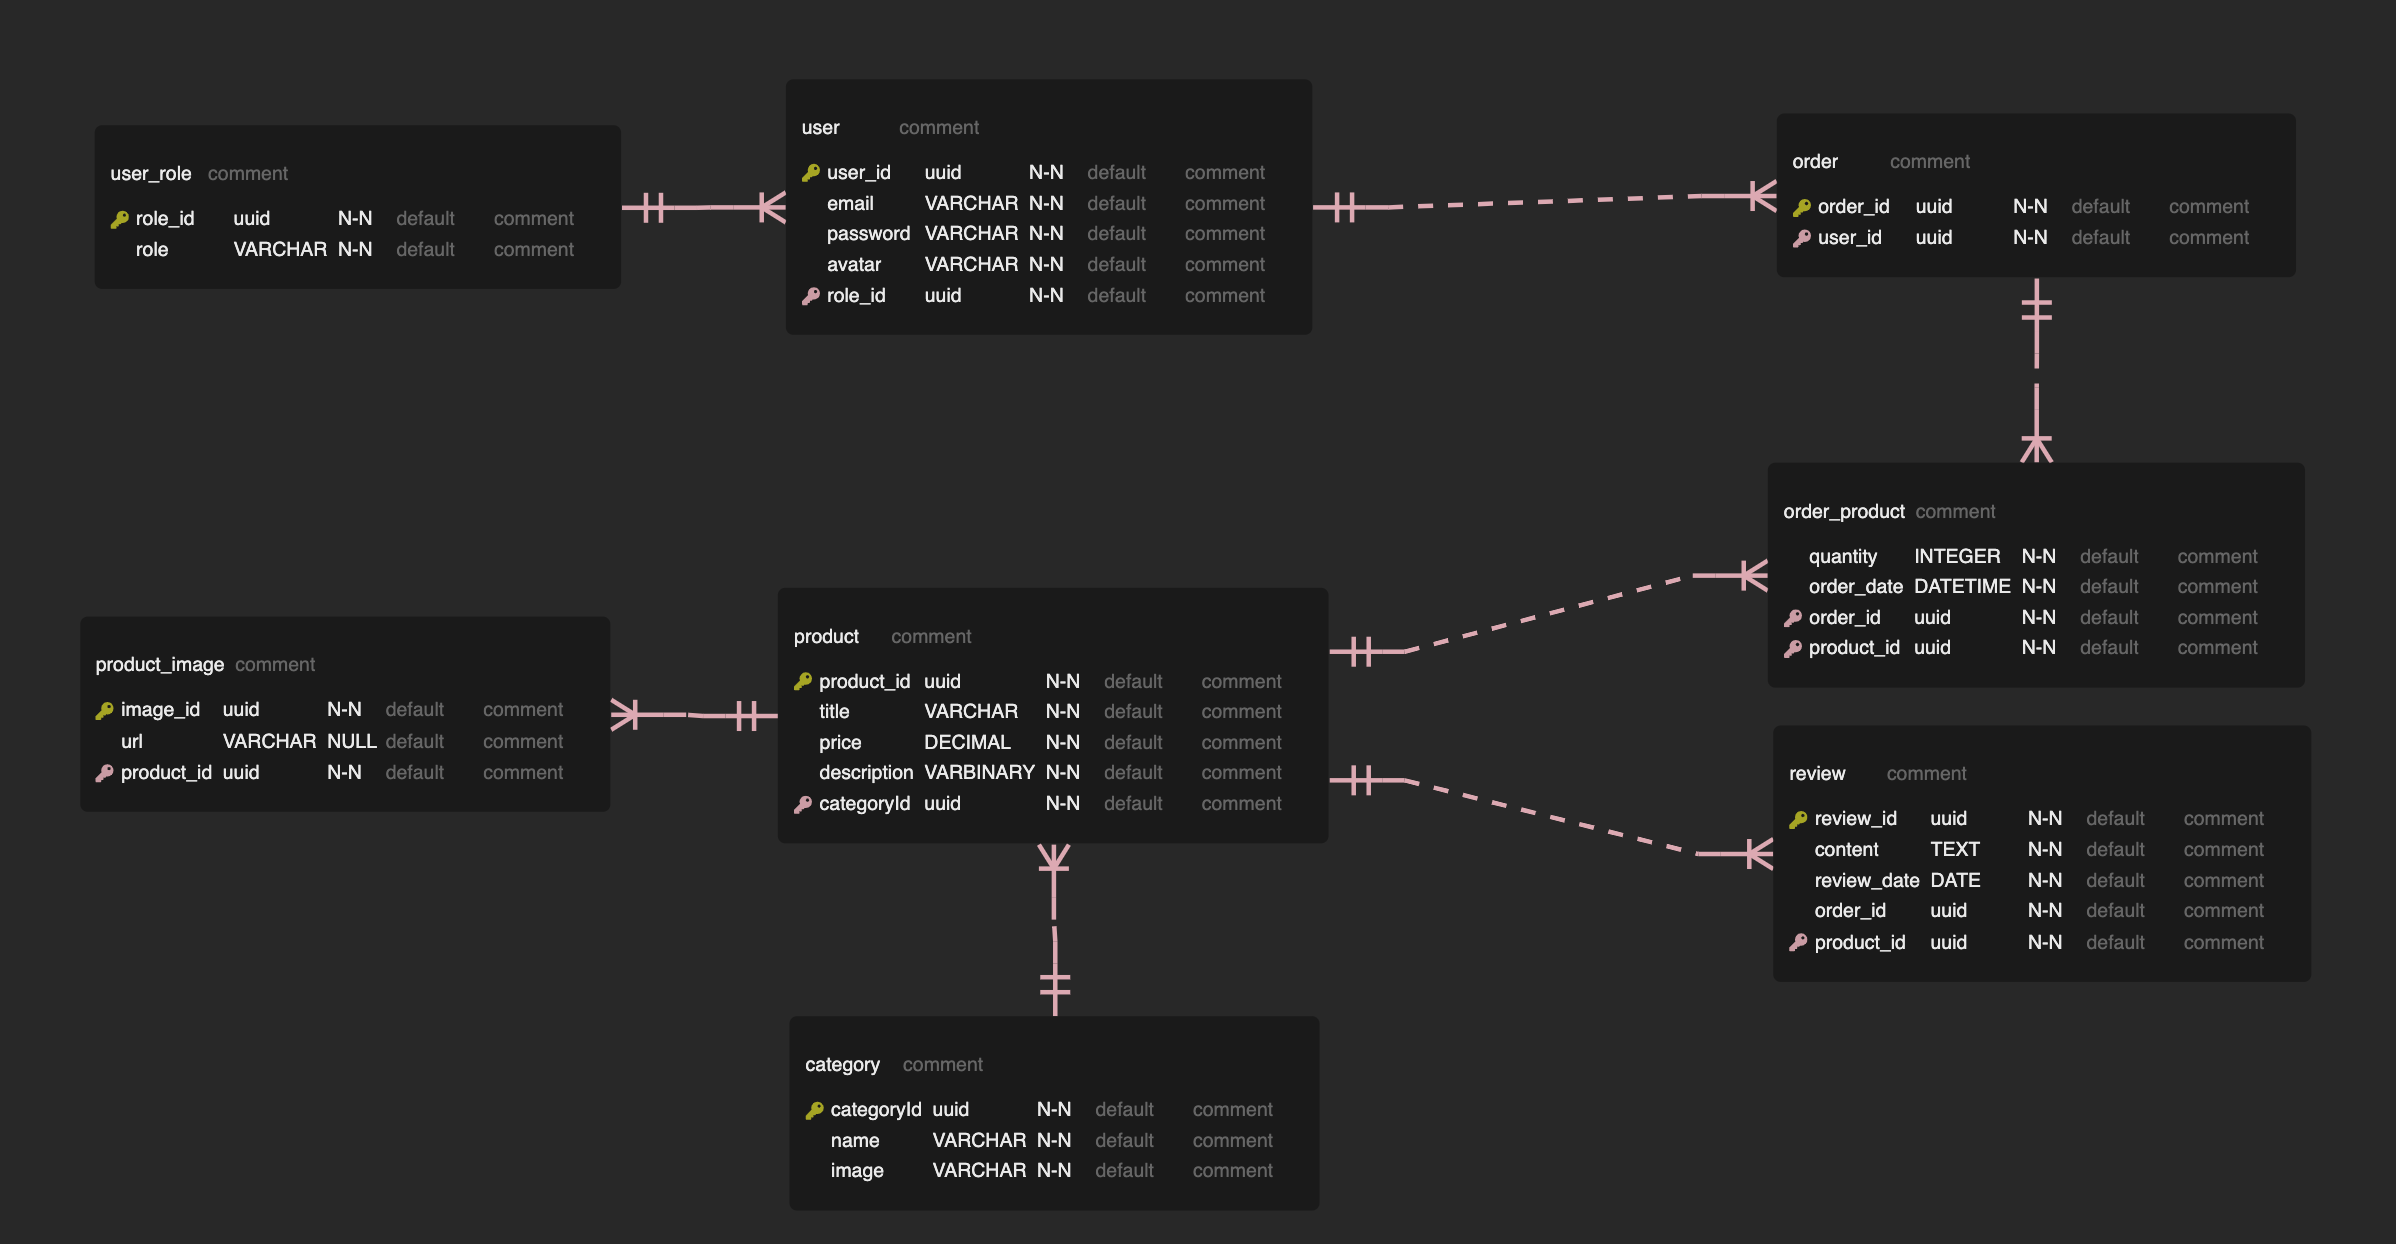 user_role comment
role_id uuid N-N default comment
role VARCHAR N-N default comment
user comment
user_id uuid N-N default comment
email VARCHAR N-N default comment
password VARCHAR N-N default comment
avatar VARCHAR N-N default comment
role_id uuid N-N default comment
order comment
order_id uuid N-N default comment
user_id uuid N-N default comment
order_product comment
quantity INTEGER N-N default comment
order_date DATETIME N-N default comment
order_id uuid N-N default comment
product_id uuid N-N default comment
product_image comment
image_id uuid N-N default comment
url VARCHAR NULL default comment
product_id uuid N-N default comment
product comment
product_id uuid N-N default comment
title VARCHAR N-N default comment
price DECIMAL N-N default comment
description VARBINARY N-N default comment
categoryId uuid N-N default comment
review comment
review_id uuid N-N default comment
content TEXT N-N default comment
review_date DATE N-N default comment
order_id uuid N-N default comment
product_id uuid N-N default comment
category comment
categoryId uuid N-N default comment
name VARCHAR N-N default comment
image VARCHAR N-N default comment